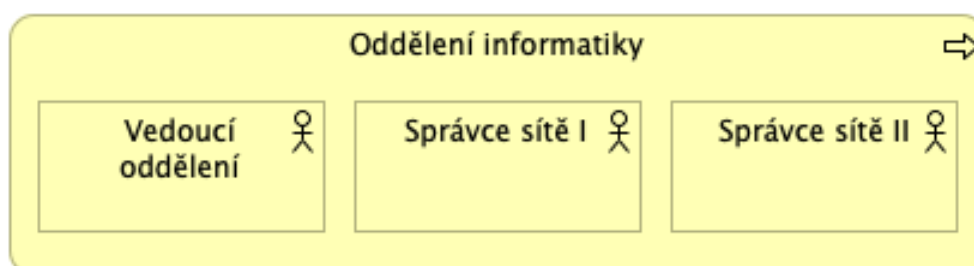 Oddělení informatiky
Vedoucí
oddělení
Správce sítě I
Správce sítě II